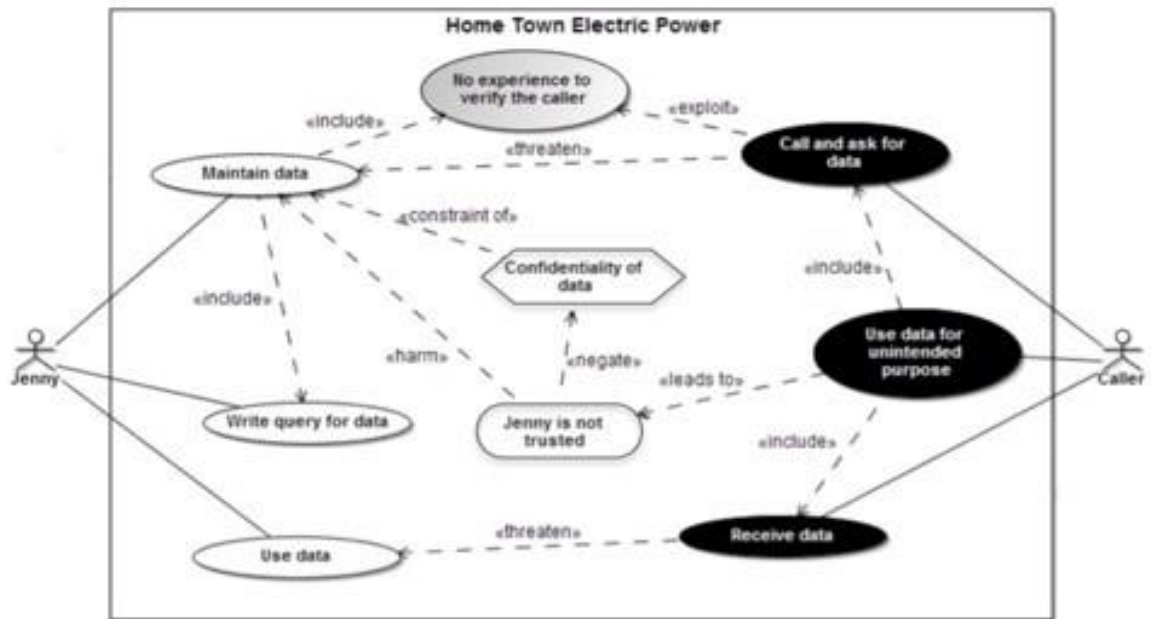 Home Town Electric Power
No experience to
verify the caller
«include»
«exploit»
«threaten»
Call and ask for
data
Maintain data
«constraint of»
Confidentiality of
data
«include»
«include»
Use data for
unintended
purpose
«harm»
«negate»
«leads to»
Jenny
Caller
Write query for data
Jenny is not
trusted
«include»
«threaten»
Receive data
Use data